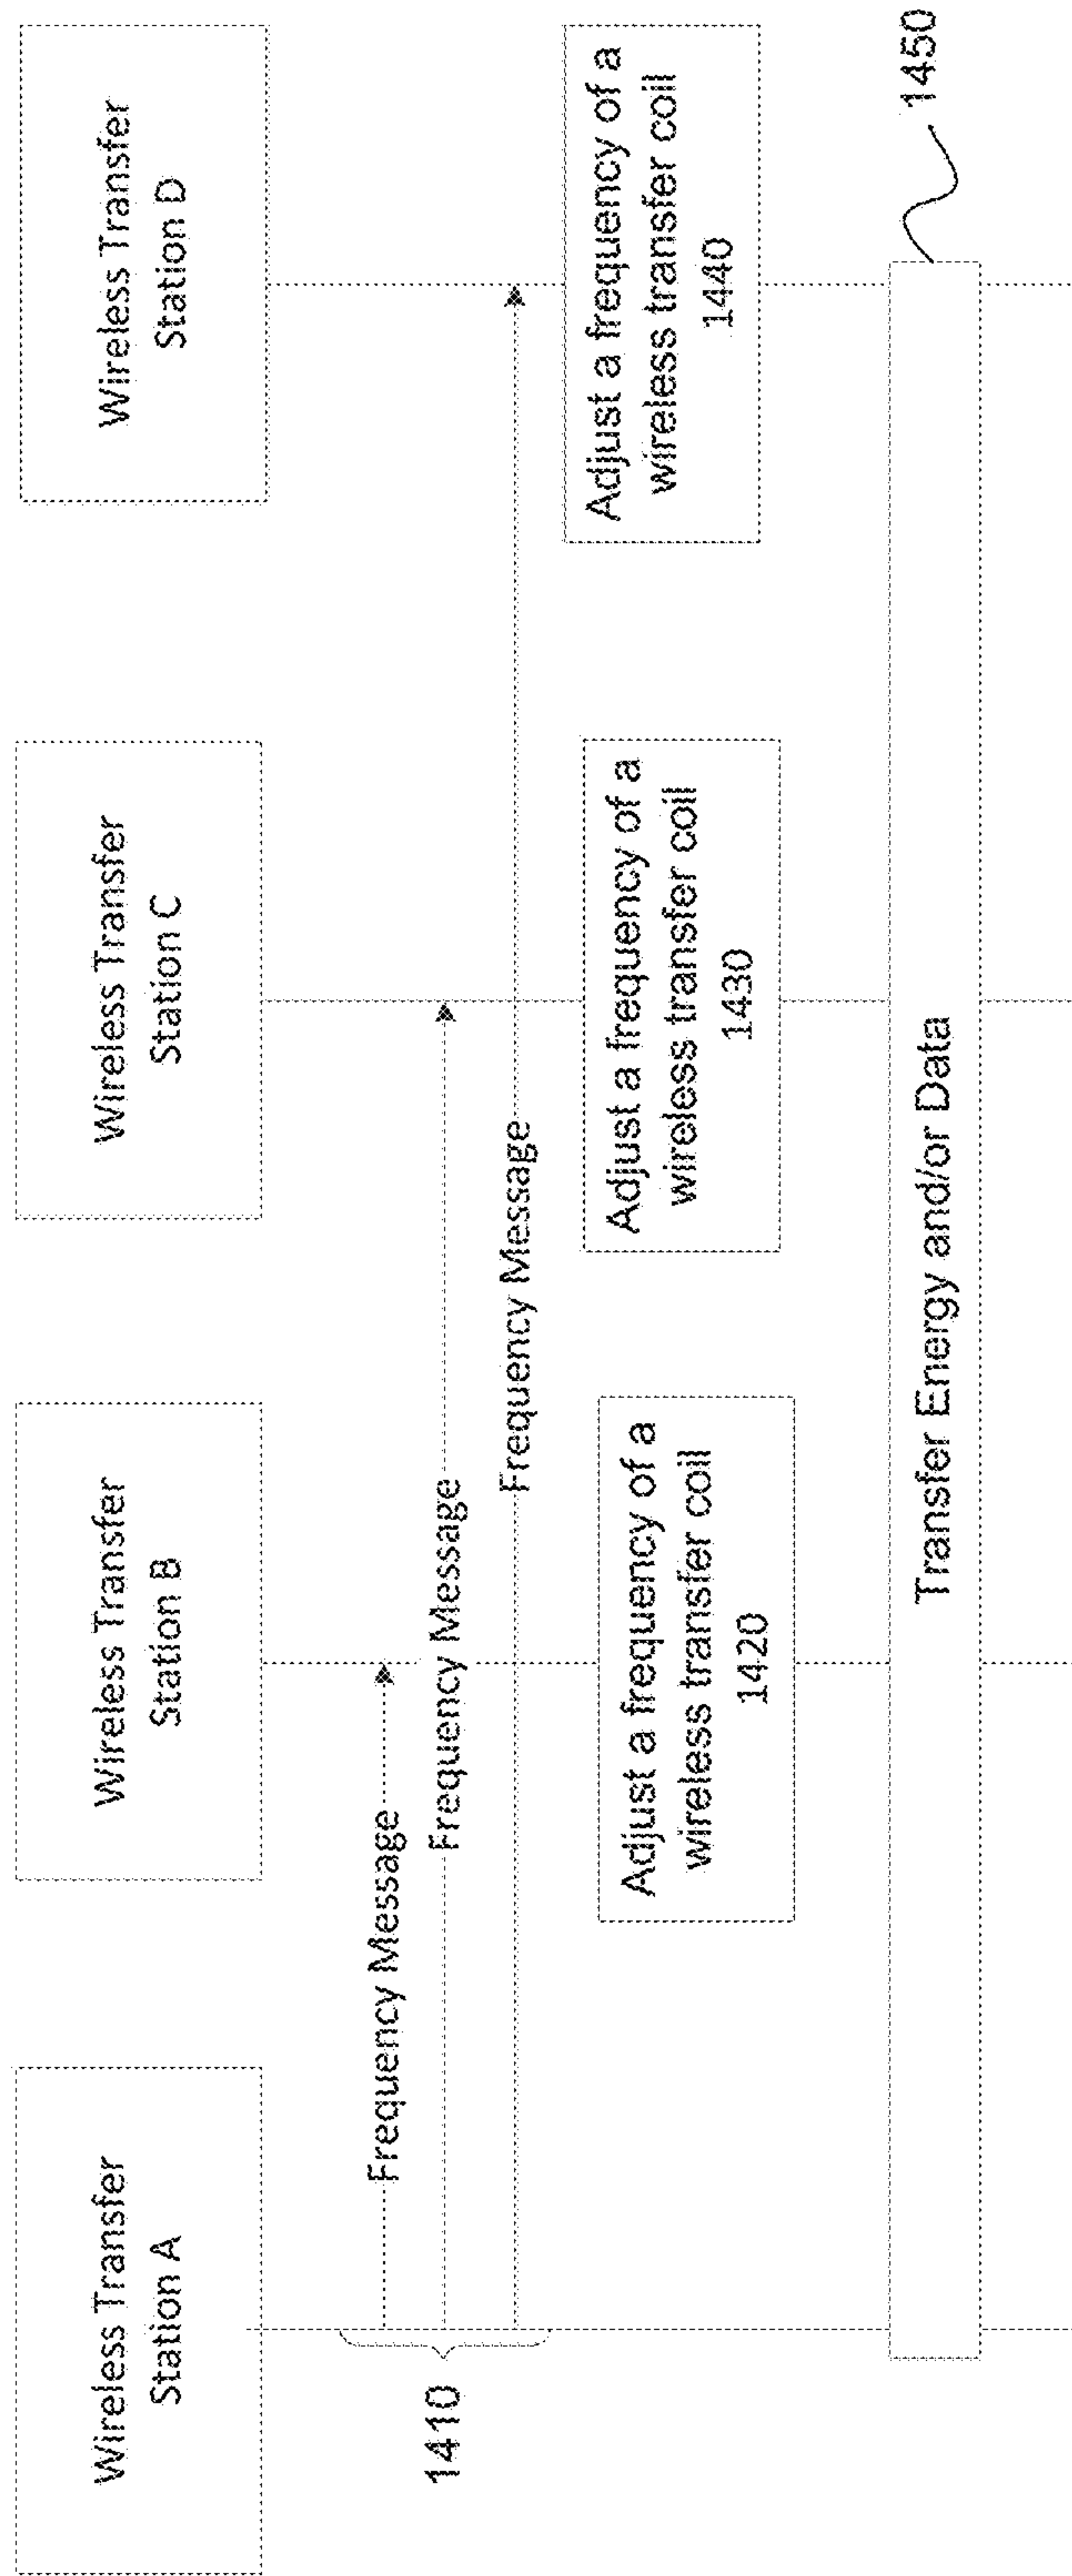 Wireless Transfer
Station A
Wireless Transfer
Station B
Wireless Transfer
Station C
Wireless Transfer
Station D
1410
Frequency Message
Frequency Message
Frequency Message
Adjust a frequency of a
wireless transfer coil
1420
Adjust a frequency of a
wireless transfer coil
1430
Adjust a frequency of a
wireless transfer coil
1440
Transfer Energy and/or Data
1450